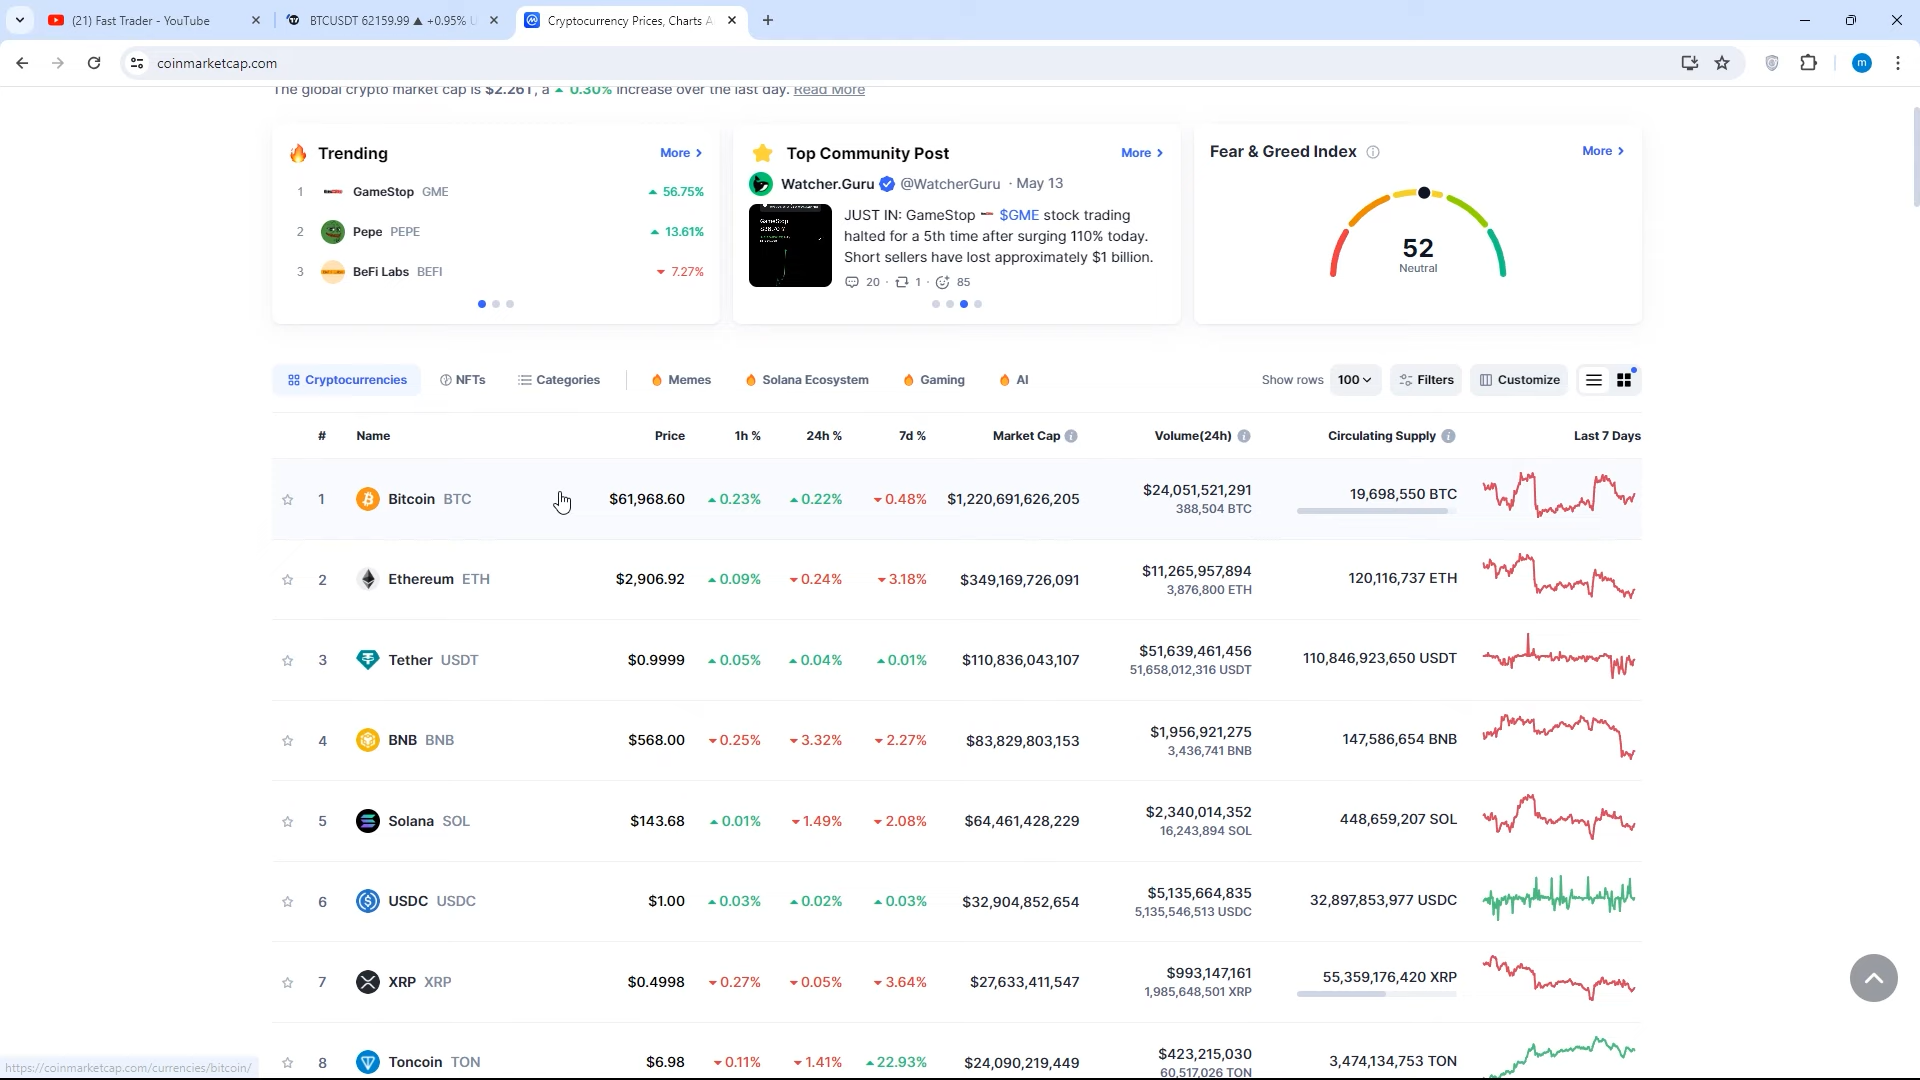 (21) Fast Trader - YouTube
BTCUSDT 62159.99 ▲ +0.95% U
Cryptocurrency Prices, Charts A
coinmarketcap.com
m
The global crypto market cap is $2.26T, a ▲ 0.30% increase over the last day. Read More
Trending
More >
1 GameStop GME ▲ 56.75%
2 Pepe PEPE ▲ 13.61%
3 BeFi Labs BEFI ▼ 7.27%
Top Community Post
More >
Watcher.Guru @WatcherGuru · May 13
JUST IN: GameStop $GME stock trading
halted for a 5th time after surging 110% today.
Short sellers have lost approximately $1 billion.
20 · 1 · 85
Fear & Greed Index
More >
52
Neutral
Cryptocurrencies NFTs Categories Memes Solana Ecosystem Gaming AI Show rows 100 Filters Customize
# Name Price 1h % 24h % 7d % Market Cap Volume(24h) Circulating Supply Last 7 Days
1 Bitcoin BTC $61,968.60 ▲ 0.23% ▲ 0.22% ▼ 0.48% $1,220,691,626,205 $24,051,521,291 19,698,550 BTC
388,504 BTC
2 Ethereum ETH $2,906.92 ▲ 0.09% ▼ 0.24% ▼ 3.18% $349,169,726,091 $11,265,957,894 120,116,737 ETH
3,876,800 ETH
3 Tether USDT $0.9999 ▲ 0.05% ▲ 0.04% ▲ 0.01% $110,836,043,107 $51,639,461,456 110,846,923,650 USDT
51,658,012,316 USDT
4 BNB BNB $568.00 ▼ 0.25% ▼ 3.32% ▼ 2.27% $83,829,803,153 $1,956,921,275 147,586,654 BNB
3,436,741 BNB
5 Solana SOL $143.68 ▲ 0.01% ▼ 1.49% ▼ 2.08% $64,461,428,229 $2,340,014,352 448,659,207 SOL
16,243,894 SOL
6 USDC USDC $1.00 ▲ 0.03% ▲ 0.02% ▲ 0.03% $32,904,852,654 $5,135,664,835 32,897,853,977 USDC
5,135,546,513 USDC
7 XRP XRP $0.4998 ▼ 0.27% ▼ 0.05% ▼ 3.64% $27,633,411,547 $993,147,161 55,359,176,420 XRP
1,985,648,501 XRP
8 Toncoin TON $6.98 ▼ 0.11% ▼ 1.41% ▲ 22.93% $24,090,219,449 $423,215,030 3,474,134,753 TON
60,517,026 TON
https://coinmarketcap.com/currencies/bitcoin/